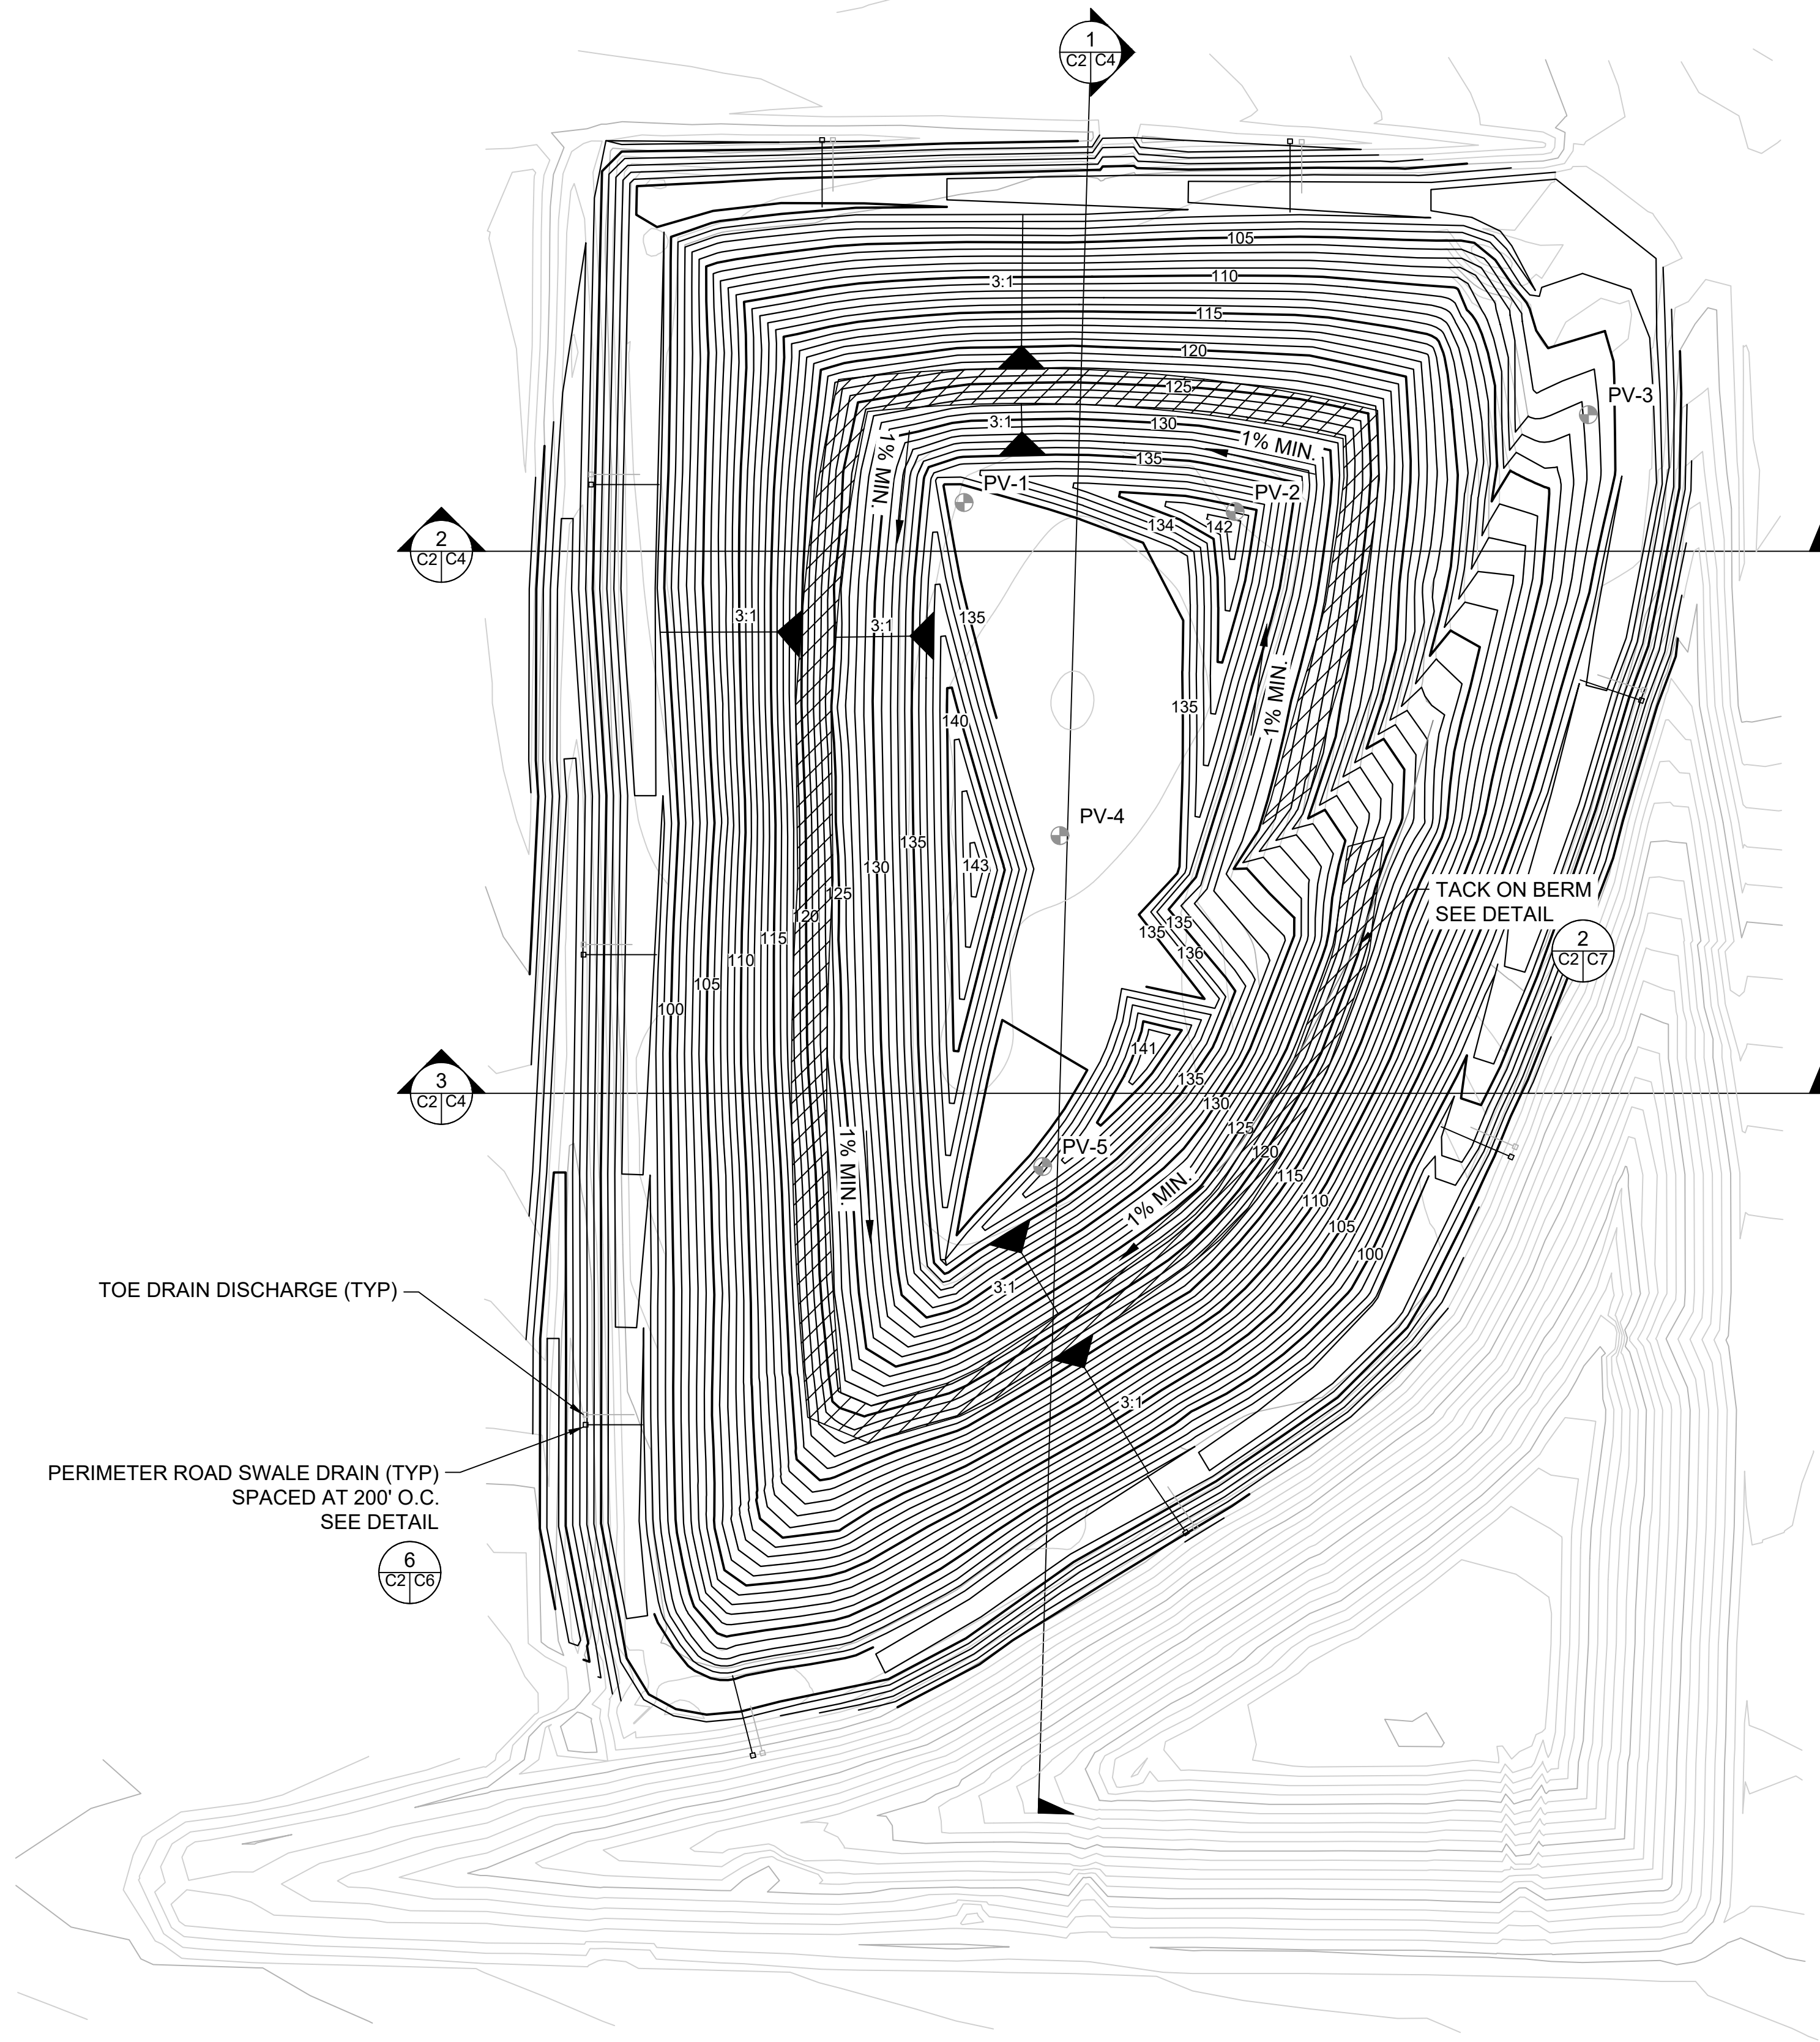 1
C2 C4
105
3:1
110
115
120
125
PV-3
3:1
130
1% MIN.
1% MIN.
135
PV-1
PV-2
134
142
2
C2 C4
3:1
3:1
135
1% MIN.
135
140
PV-4
135
143
130
TACK ON BERM
SEE DETAIL
125
120
135
135
2
C2 C7
115
136
110
105
100
141
3
C2 C4
135
130
125
PV-5
120
1% MIN.
115
1% MIN.
110
105
100
TOE DRAIN DISCHARGE (TYP)
3:1
3:1
PERIMETER ROAD SWALE DRAIN (TYP)
SPACED AT 200' O.C.
SEE DETAIL
6
C2 C6